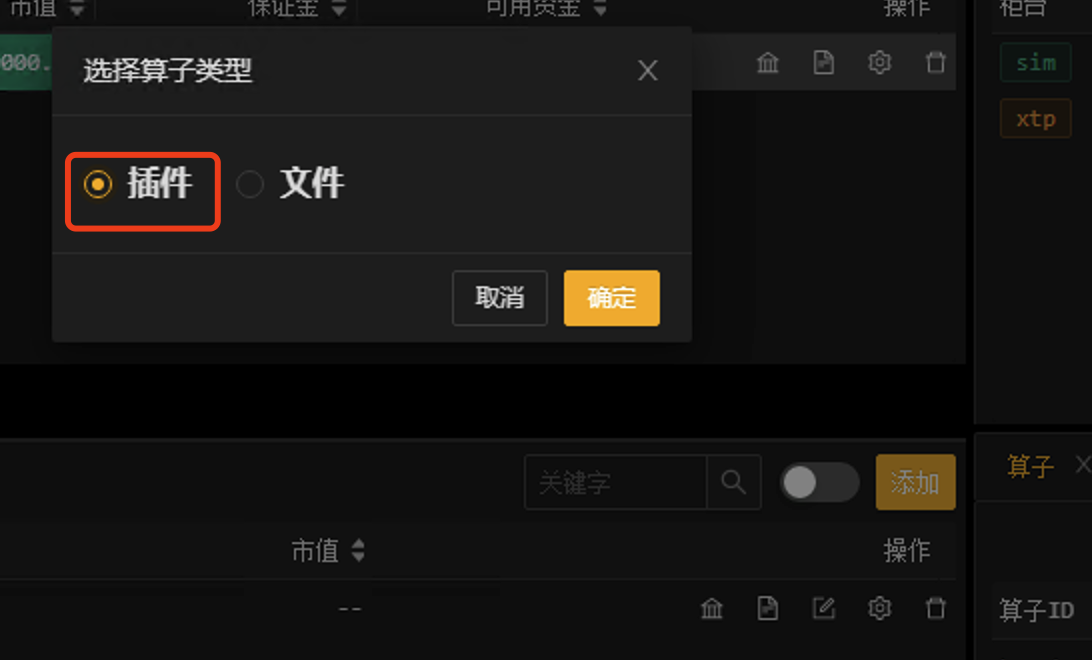 市值 保证金 可用资金 操作 柜台
000.
选择算子类型
sim
xtp
插件 文件
取消 确定
关键字 添加
算子
市值 操作
--
算子ID